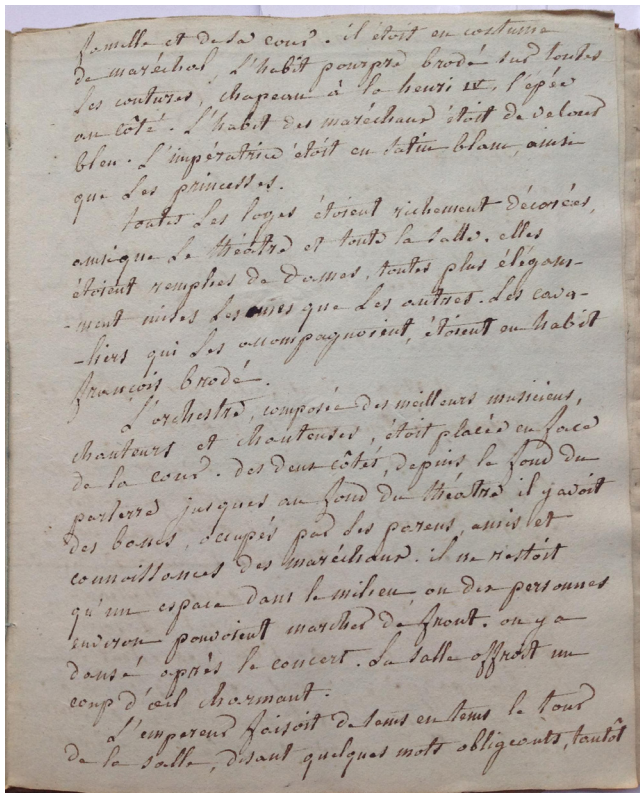 famille et de sa cour. il étoit en costume
de maréchal, L'habit pourpre brodé sur toutes
Les coutures, chapeau à la henri IV, l'épée
au côté. L'habit des maréchaux étoit de velour
bleu. L'impératrice étoit en satin blanc, ainsi
que Les princesses.
toutes Les loges étoient richement décorées,
ainsi que Le théâtre et toute la salle. elles
étoient remplies de dames, toutes plus élégam-
-ment mises Les unes que Les autres. Les cava-
-liers qui Les accompagnoient, étoient en habit
françois brodé.
L'orchestre, composée des meilleurs musiciens,
chanteurs et chanteuses, étoit placée en face
de la cour. des deux côtés, depuis le fond du
parterre jusques au fond du théâtre il y avoit
des bancs, occupés par des parens, amis et
connoissances des maréchaux. il ne restoit
qu'un espace dans le milieu, ou dix personnes
environ pouvoient marcher de front. on y a
dansé après le concert. La salle offroit un
coup d'œil charmant.
L'empereur faisoit de tems en tems le tour
de la salle, disant quelques mots obligeants, tantôt